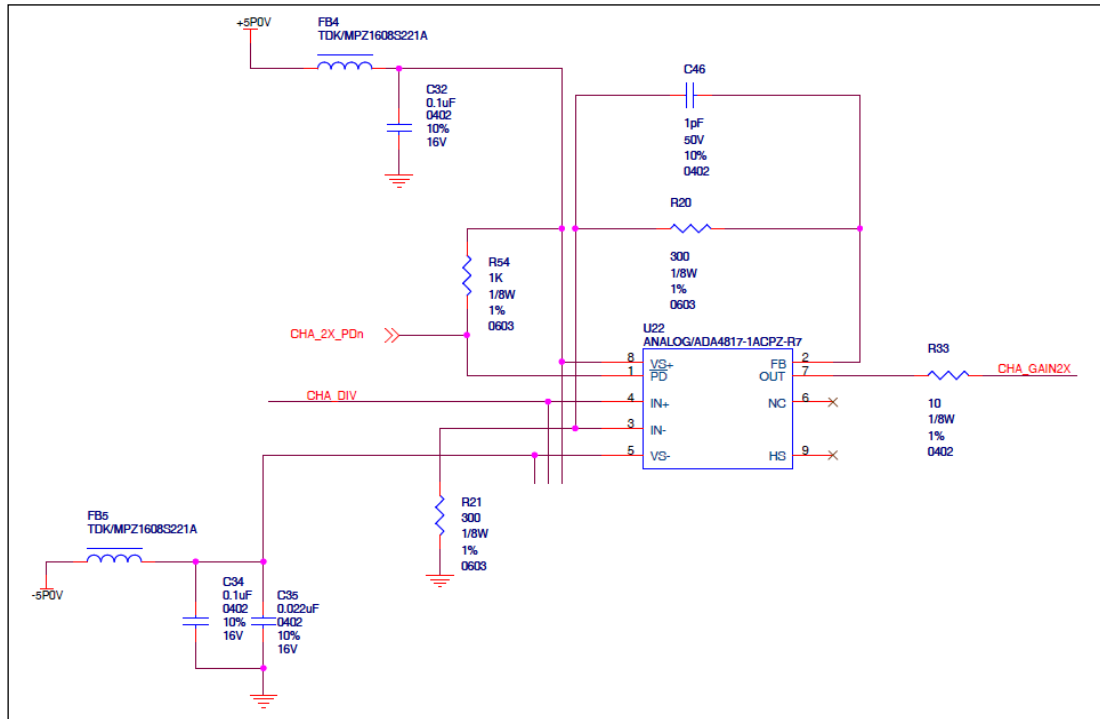 +5P0V
FB4
TDK/MPZ1608S221A
C32
0.1uF
0402
10%
16V
C46
1pF
50V
10%
0402
R20
300
1/8W
1%
0603
R54
1K
1/8W
1%
0603
CHA_2X_PDn
U22
ANALOG/ADA4817-1ACPZ-R7
8 VS+ FB 2
1 PD OUT 7
4 IN+ NC 6
3 IN-
5 VS- HS 9
R33
10
1/8W
1%
0402
CHA_GAIN2X
CHA_DIV
R21
300
1/8W
1%
0603
FB5
TDK/MPZ1608S221A
-5P0V
C34
0.1uF
0402
10%
16V
C35
0.022uF
0402
10%
16V